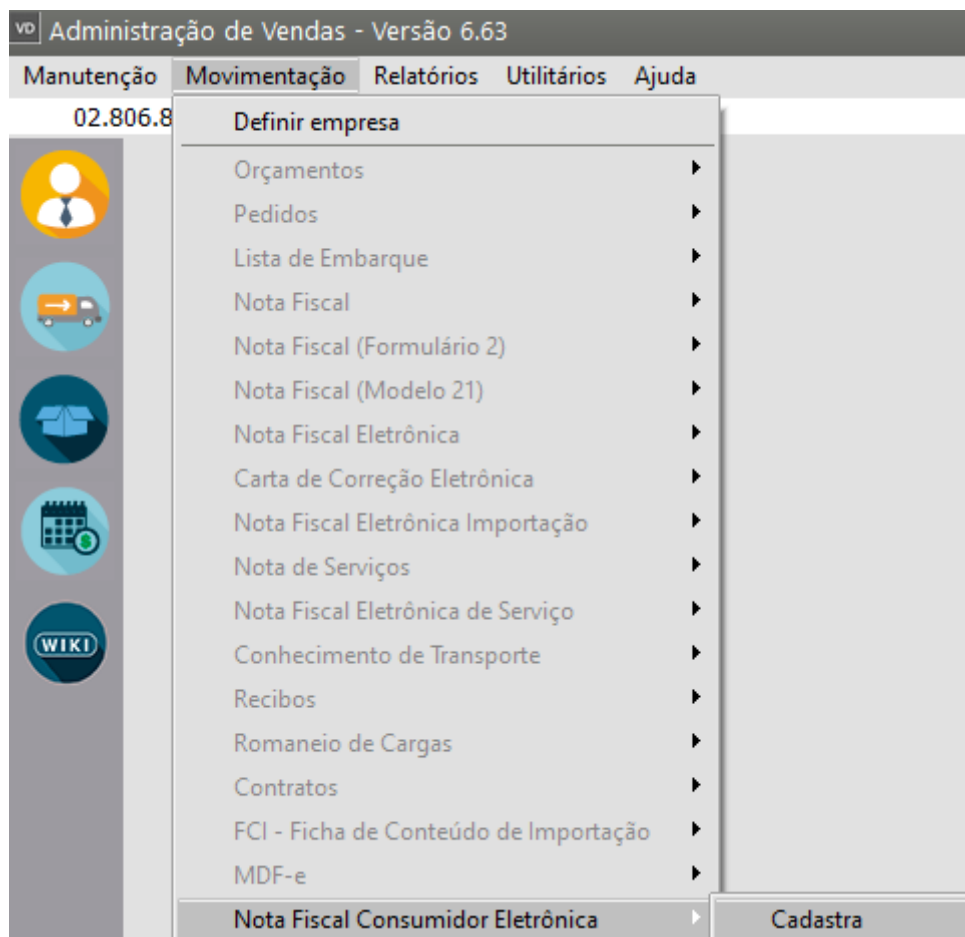 VD Administração de Vendas - Versão 6.63
Manutenção Movimentação Relatórios Utilitários Ajuda
02.806.8
Definir empresa
Orçamentos
Pedidos
Lista de Embarque
Nota Fiscal
Nota Fiscal (Formulário 2)
Nota Fiscal (Modelo 21)
Nota Fiscal Eletrônica
Carta de Correção Eletrônica
Nota Fiscal Eletrônica Importação
Nota de Serviços
Nota Fiscal Eletrônica de Serviço
WIKI
Conhecimento de Transporte
Recibos
Romaneio de Cargas
Contratos
FCI - Ficha de Conteúdo de Importação
MDF-e
Nota Fiscal Consumidor Eletrônica Cadastra